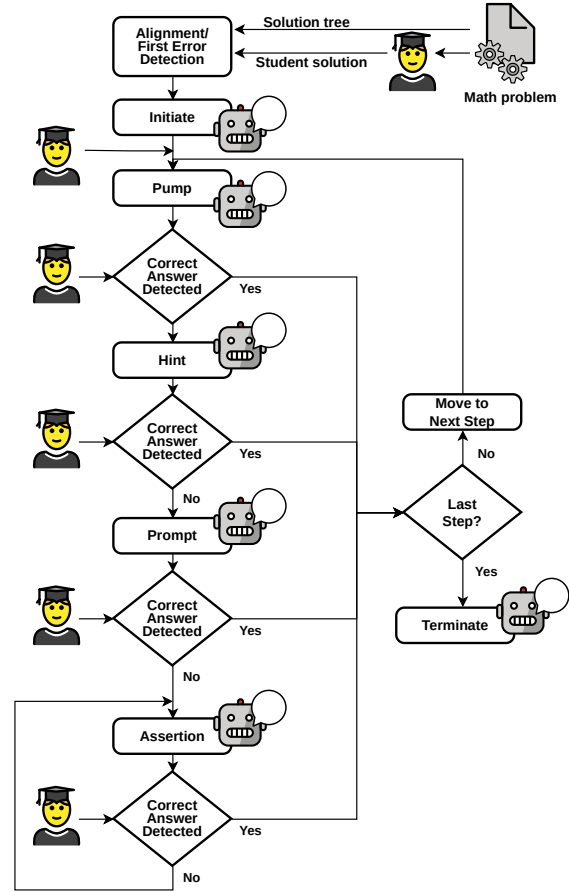 Alignment/
First Error
Detection
Solution tree
Student solution
Math problem
Initiate
Pump
Correct
Answer
Detected
Yes
Hint
Correct
Answer
Detected
Yes
No
Move to
Next Step
No
Last
Step?
Yes
Terminate
Prompt
Correct
Answer
Detected
Yes
No
Assertion
Correct
Answer
Detected
Yes
No